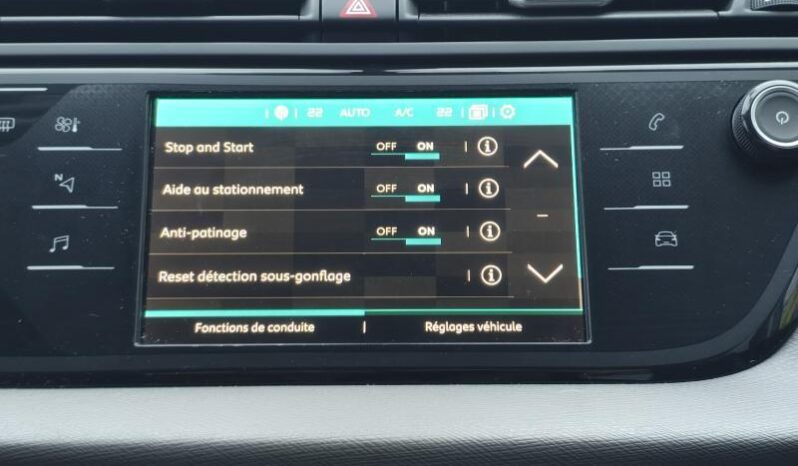 22 AUTO A/C 22
Stop and Start OFF ON
Aide au stationnement OFF ON
Anti-patinage OFF ON
Reset détection sous-gonflage
Fonctions de conduite | Réglages véhicule
N